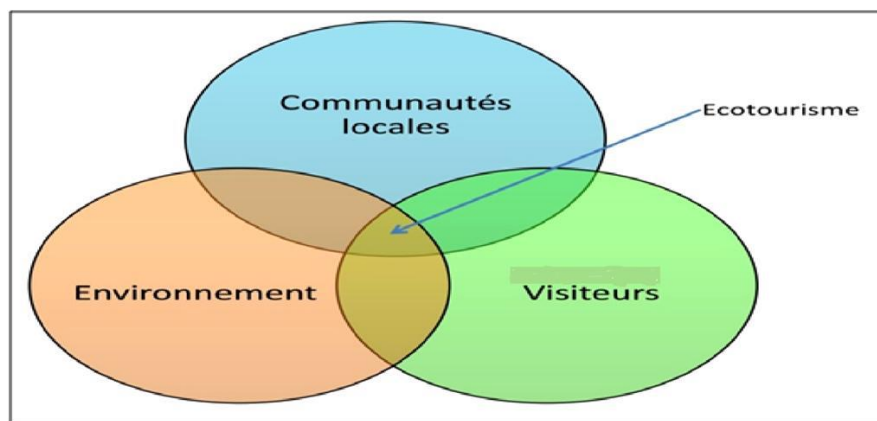 Communautés
locales
Ecotourisme
Environnement
Visiteurs